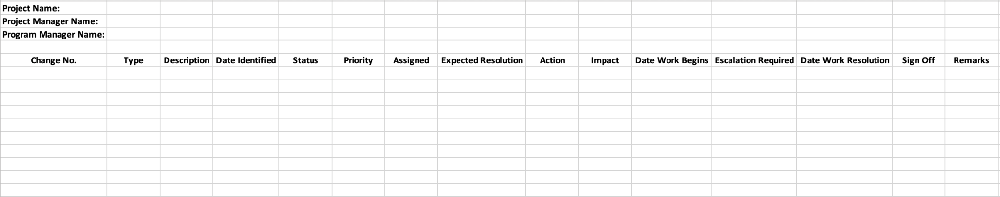 Project Name:
Project Manager Name:
Program Manager Name:
Change No. Type Description Date Identified Status Priority Assigned Expected Resolution Action Impact Date Work Begins Escalation Required Date Work Resolution Sign Off Remarks